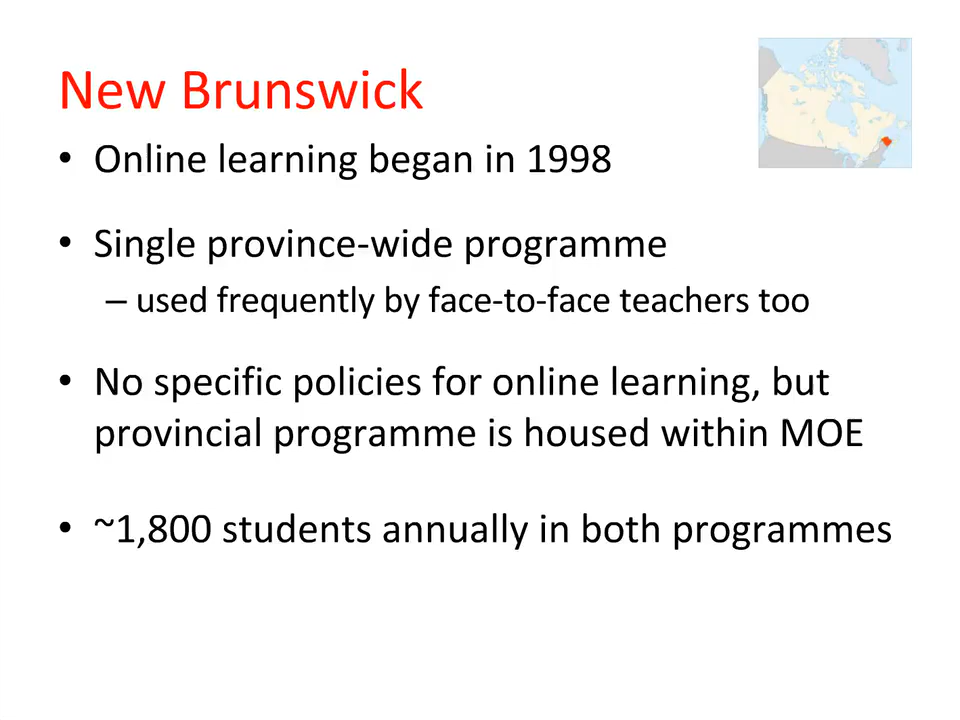 New Brunswick
• Online learning began in 1998
• Single province-wide programme
– used frequently by face-to-face teachers too
• No specific policies for online learning, but
provincial programme is housed within MOE
• ~1,800 students annually in both programmes